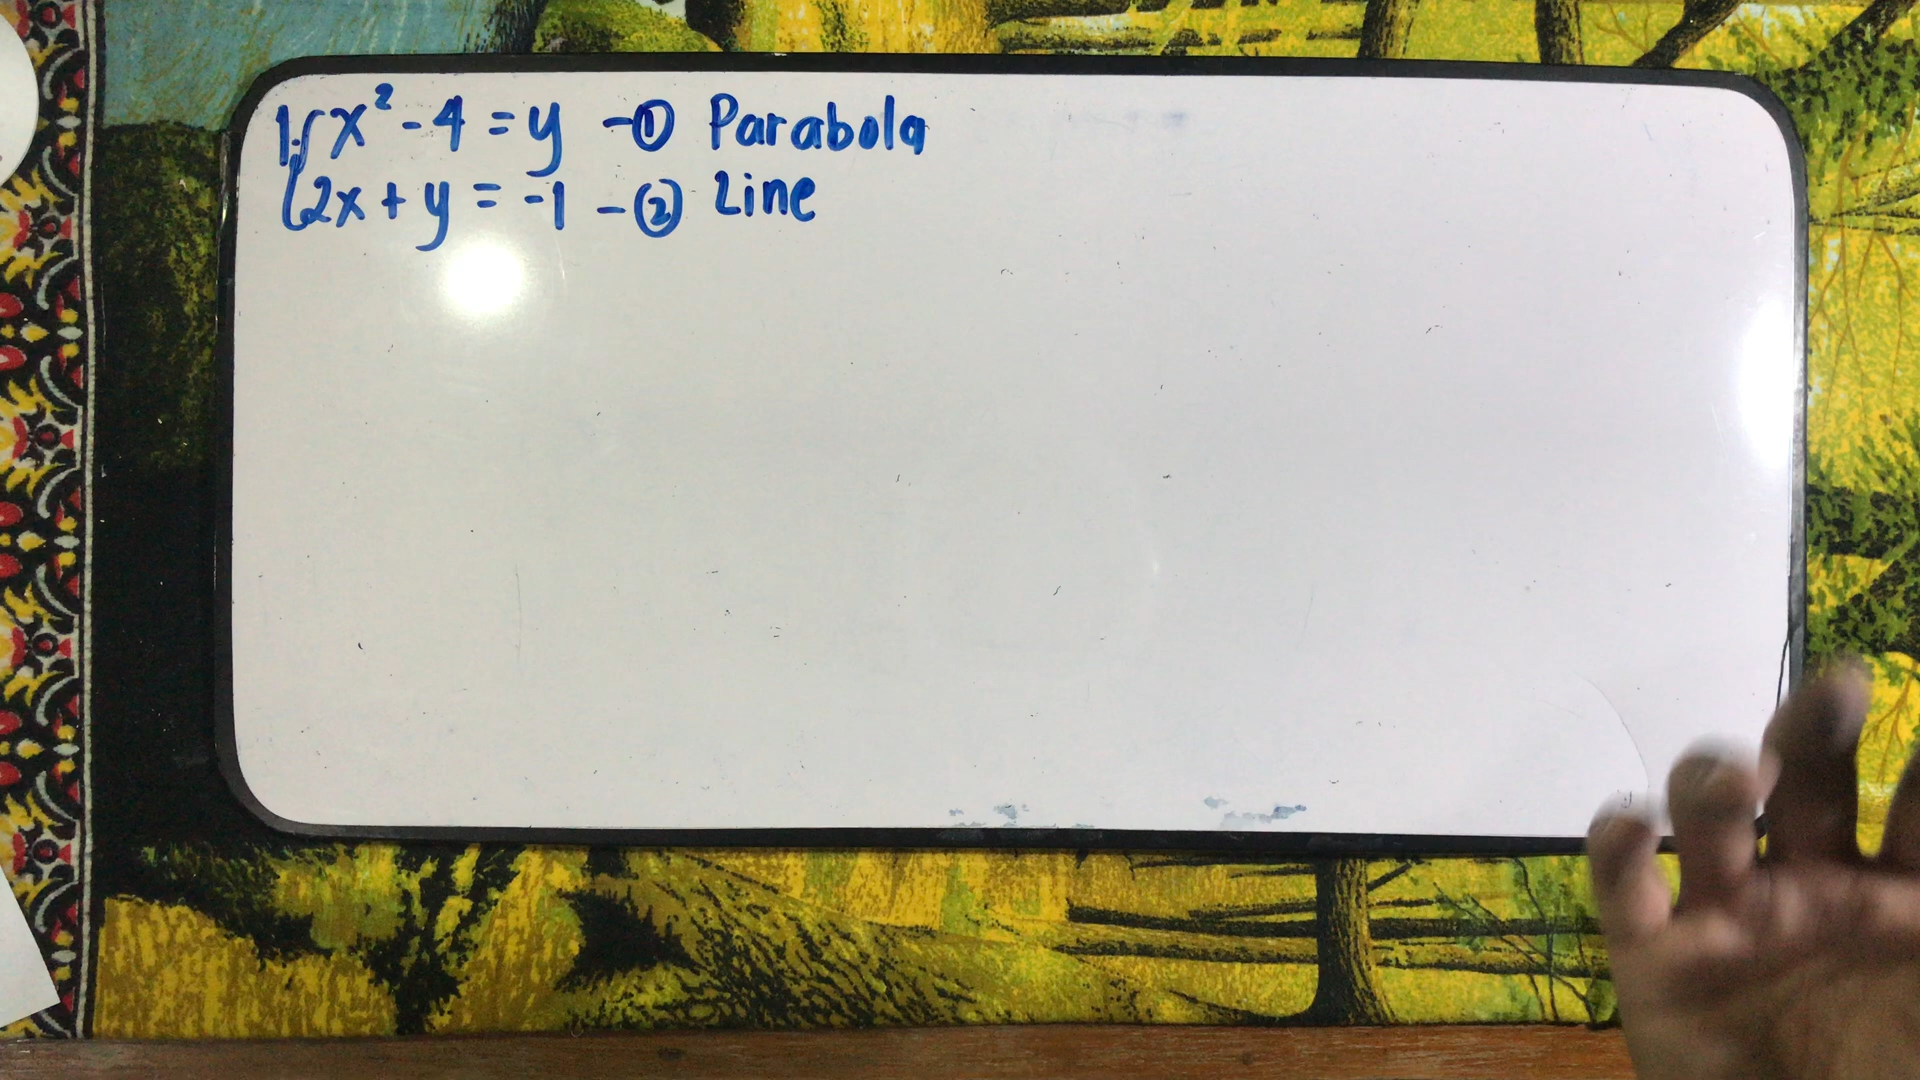 1. { x² - 4 = y -① Parabola
2x + y = -1 -② Line